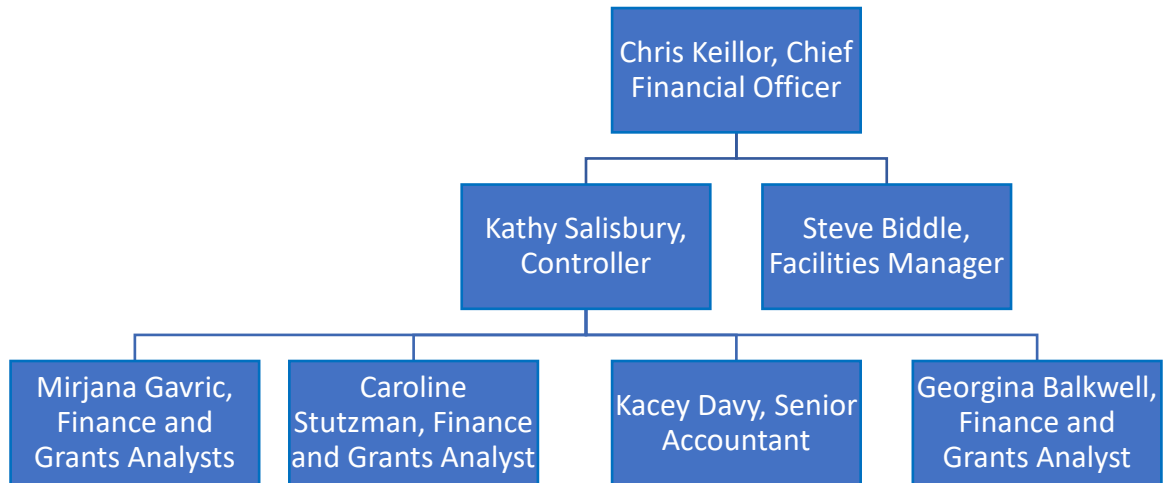 Chris Keillor, Chief
Financial Officer
Kathy Salisbury,
Controller
Steve Biddle,
Facilities Manager
Mirjana Gavric,
Finance and
Grants Analysts
Caroline
Stutzman, Finance
and Grants Analyst
Kacey Davy, Senior
Accountant
Georgina Balkwell,
Finance and
Grants Analyst